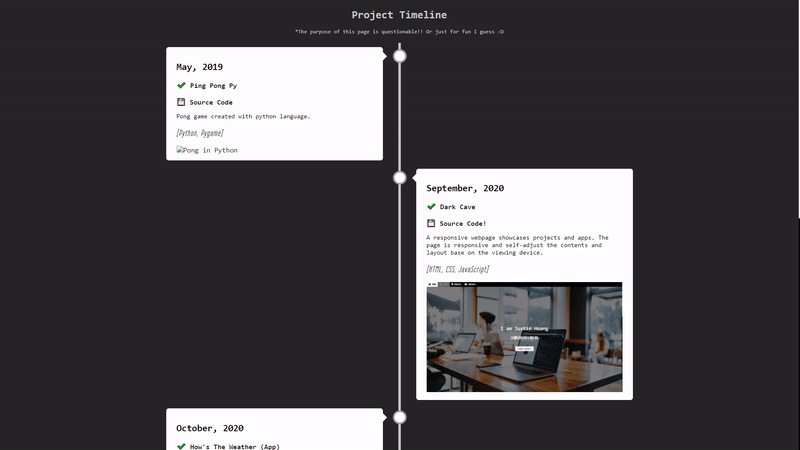 Project Timeline
*The purpose of this page is questionable!! Or just for fun I guess :D
May, 2019
Ping Pong Py
Source Code
Pong game created with python language.
[Python, Pygame]
Pong in Python
September, 2020
Dark Cave
Source Code!
A responsive webpage showcases projects and apps. The
page is responsive and self-adjust the contents and
layout base on the viewing device.
[HTML, CSS, JavaScript]
I am Justin Hoang
October, 2020
How's The Weather (App)